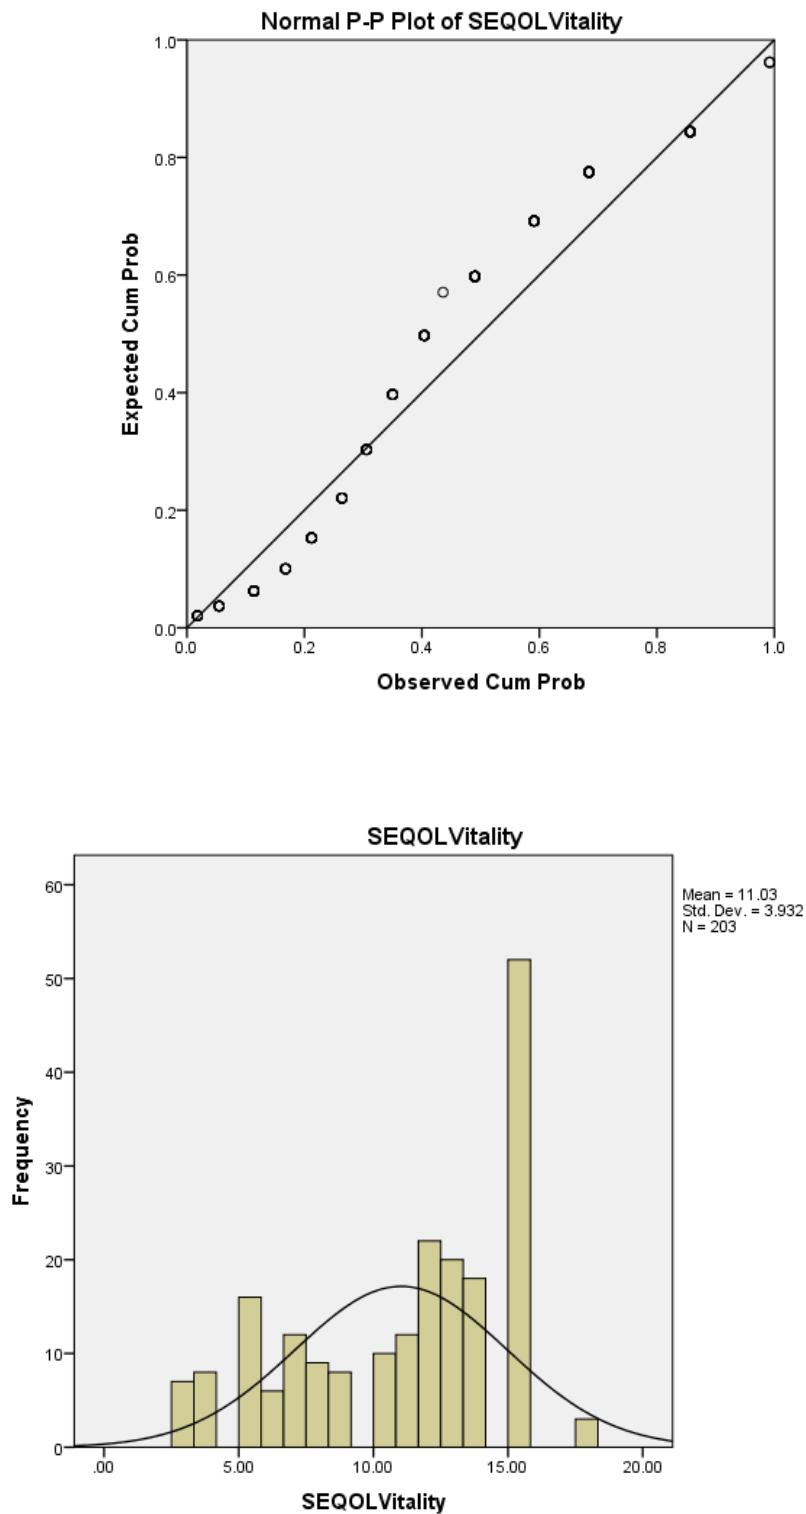 Normal P-P Plot of SEQOLVitality
1.0
0.8
0.6
0.4
0.2
0.0
Expected Cum Prob
0.0 0.2 0.4 0.6 0.8 1.0
Observed Cum Prob
SEQOLVitality
Mean = 11.03
Std. Dev. = 3.932
N = 203
60
50
40
30
20
10
0
Frequency
.00 5.00 10.00 15.00 20.00
SEQOLVitality